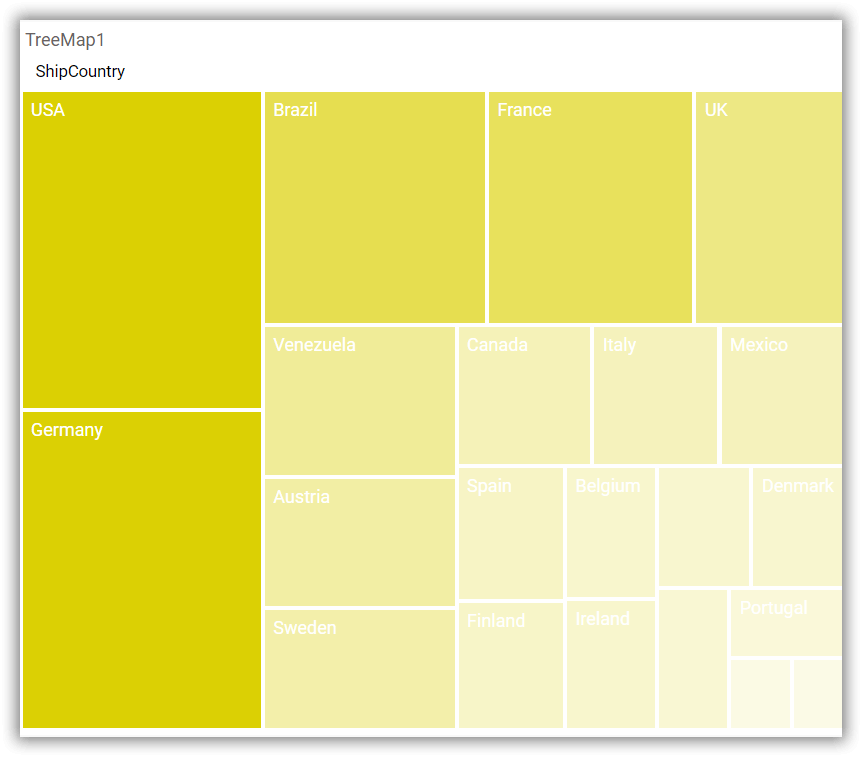 TreeMap1
ShipCountry
USA
Brazil
France
UK
Venezuela
Canada
Italy
Mexico
Germany
Spain
Belgium
Denmark
Austria
Portugal
Finland
Ireland
Sweden